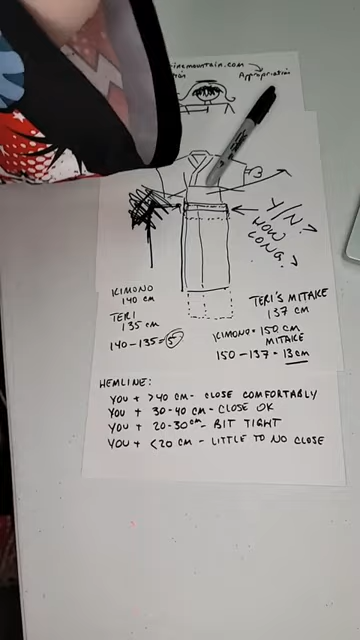 Appropriation
Y/N?
HOW
LONG?
KIMONO
140 CM
TERI
135 CM
140-135=5
TERI'S MITAKE
137 CM
KIMONO = 150 CM
MITAKE
150-137=13cm
HEMLINE:
YOU + >40 CM- CLOSE COMFORTABLY
YOU + 30-40 CM- CLOSE OK
YOU + 20-30 CM- BIT TIGHT
YOU + <20 CM - LITTLE TO NO CLOSE